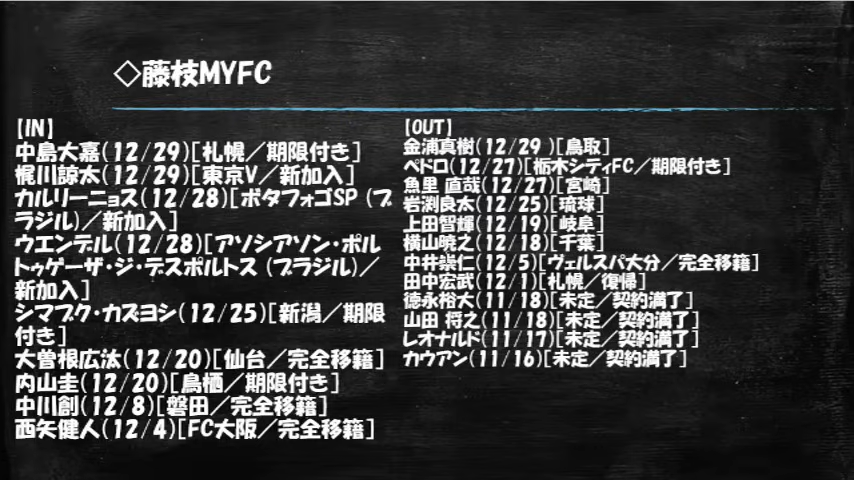 ◇藤枝MYFC
【IN】
中島大嘉(12/29)[札幌／期限付き]
梶川諒太(12/29)[東京V／新加入]
カルリーニョス(12/28)[ボタフォゴSP (ブ
ラジル)／新加入]
ウエンデル(12/28)[アソシアソン・ポル
トゥゲーザ・ジ・デスポルトス (ブラジル)／
新加入]
シマブク・カズヨシ(12/25)[新潟／期限
付き]
大曽根広汰(12/20)[仙台／完全移籍]
内山圭(12/20)[鳥栖／期限付き]
中川創(12/8)[磐田／完全移籍]
西矢健人(12/4)[FC大阪／完全移籍]
【OUT】
金浦真樹(12/29 )[鳥取]
ペドロ(12/27)[栃木シティFC／期限付き]
魚里 直哉(12/27)[宮崎]
岩渕良太(12/25)[琉球]
上田智輝(12/19)[岐阜]
横山暁之(12/18)[千葉]
中井崇仁(12/5)[ヴェルスパ大分／完全移籍]
田中宏武(12/1)[札幌／復帰]
徳永裕大(11/18)[未定／契約満了]
山田 将之(11/18)[未定／契約満了]
レオナルド(11/17)[未定／契約満了]
カウアン(11/16)[未定／契約満了]